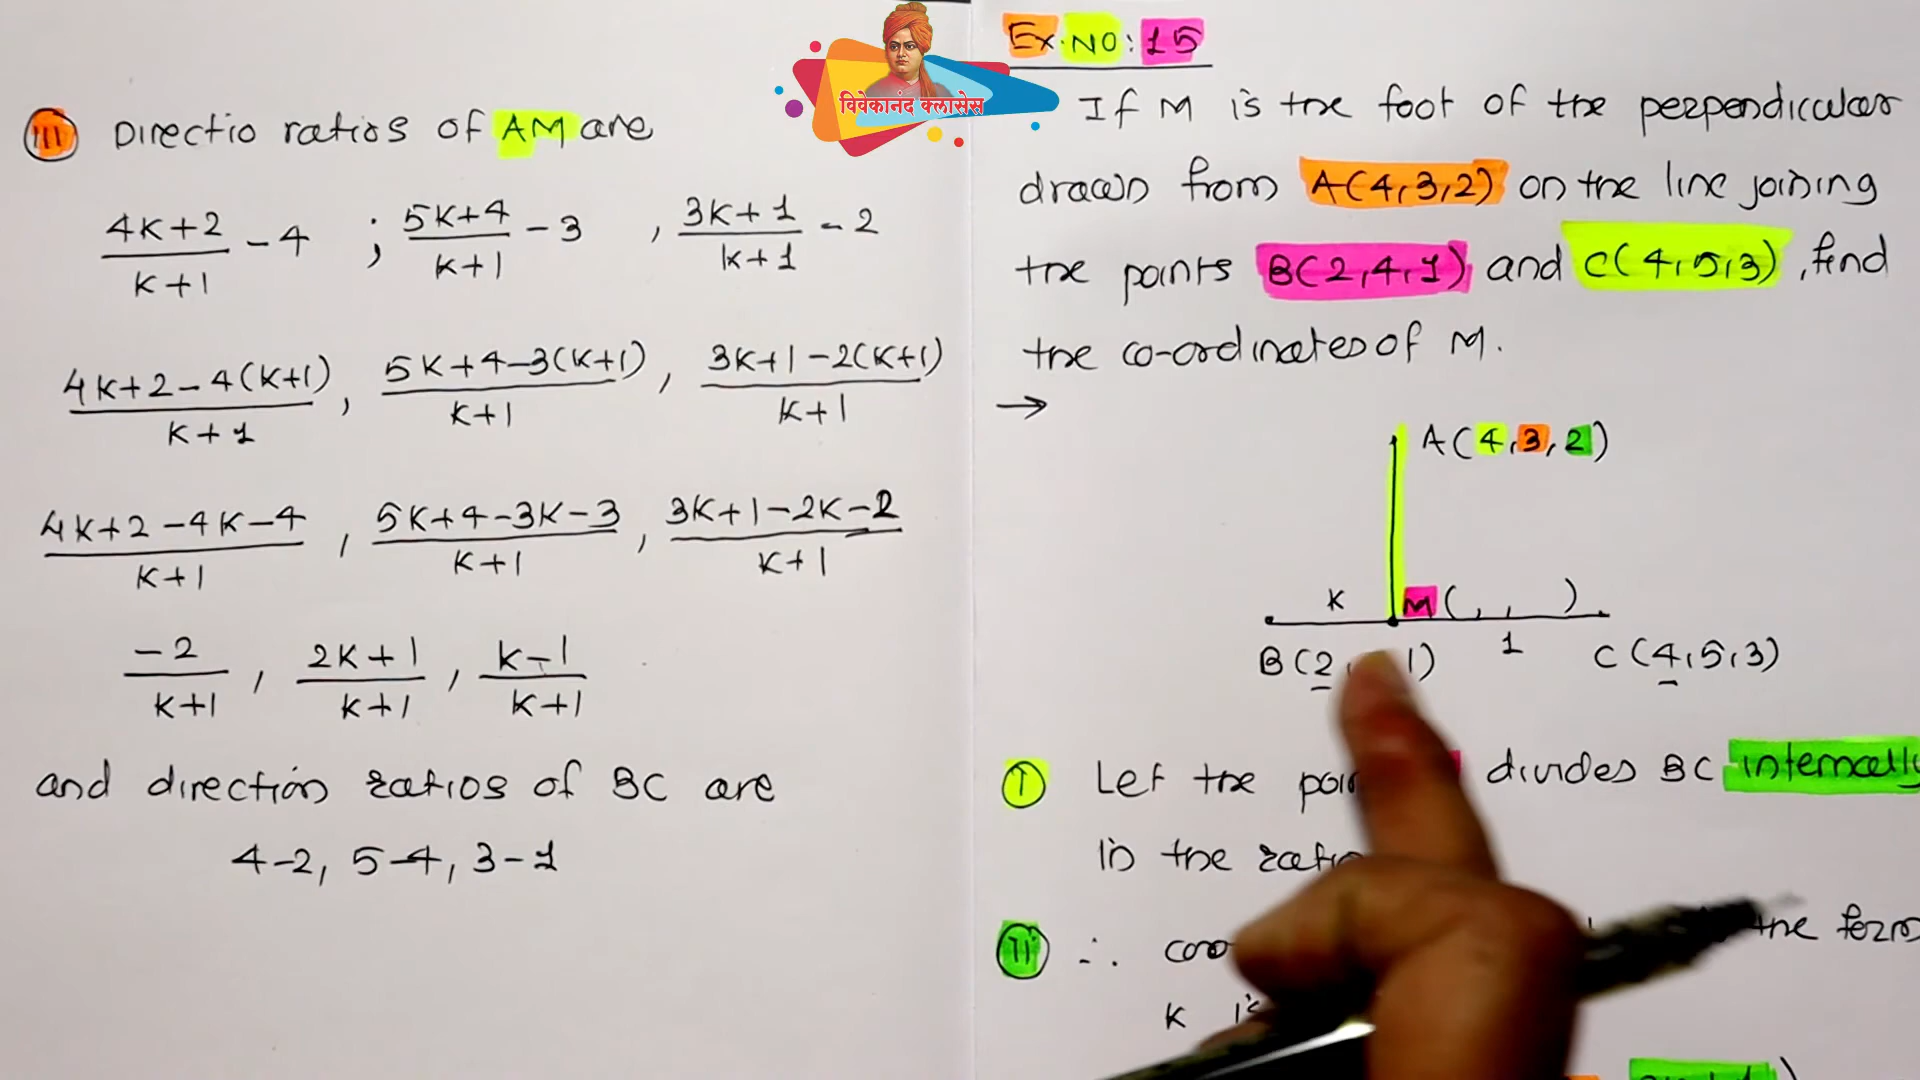 विवेकानंद क्लासेस
III Directio ratios of AM are
4k+2/k+1 - 4 ; 5k+4/k+1 - 3 , 3k+1/k+1 - 2
4k+2-4(k+1)/k+1 , 5k+4-3(k+1)/k+1 , 3k+1-2(k+1)/k+1
4k+2-4k-4/k+1 , 5k+4-3k-3/k+1 , 3k+1-2k-2/k+1
-2/k+1 , 2k+1/k+1 , k-1/k+1
and direction ratios of BC are
4-2, 5-4, 3-1
Ex.NO: 15
If M is the foot of the perpendicular
drawn from A(4,3,2) on the line joining
the points B(2,4,1) and C(4,5,3), find
the co-ordinates of M.
→
A(4,3,2)
k M( , , )
B(2, 1) 1 C(4,5,3)
I Let the divides BC internally
in the
II ∴ the form
k is